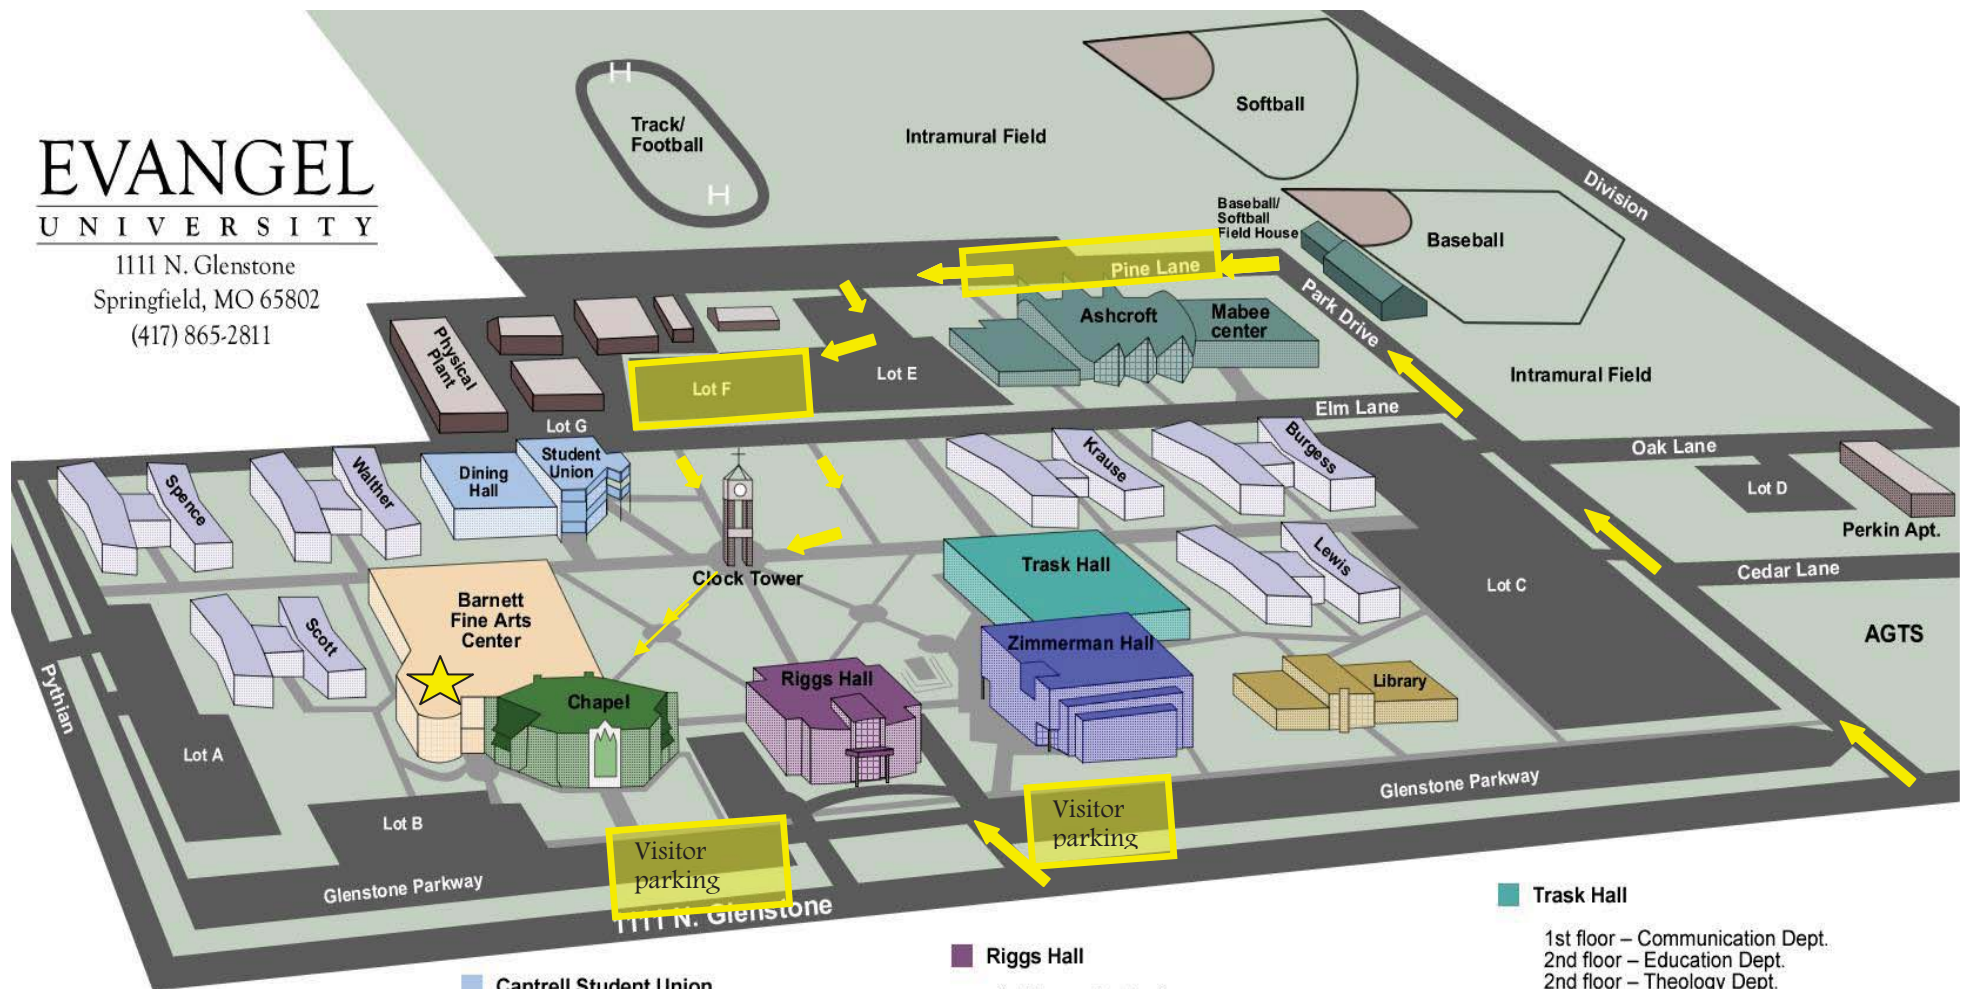 EVANGEL
UNIVERSITY
1111 N. Glenstone
Springfield, MO 65802
(417) 865-2811
H
Track/
Football
H
Intramural Field
Softball
Division
Baseball/
Softball
Field House
Baseball
Pine Lane
Park Drive
Ashcroft
Mabee
center
Intramural Field
Physical
Plant
Lot F
Lot E
Elm Lane
Lot G
Oak Lane
Lot D
Perkin Apt.
Spence
Walther
Dining
Hall
Student
Union
Krause
Burgess
Clock Tower
Trask Hall
Lewis
Lot C
Cedar Lane
AGTS
Barnett
Fine Arts
Center
Scott
Zimmerman Hall
Pythian
Chapel
Riggs Hall
Library
Lot A
Lot B
Glenstone Parkway
Visitor
parking
Visitor
parking
Glenstone Parkway
1111 N. Glenstone
Trask Hall
1st floor – Communication Dept.
2nd floor – Education Dept.
2nd floor – Theology Dept.
Riggs Hall
Cantrell Student Union